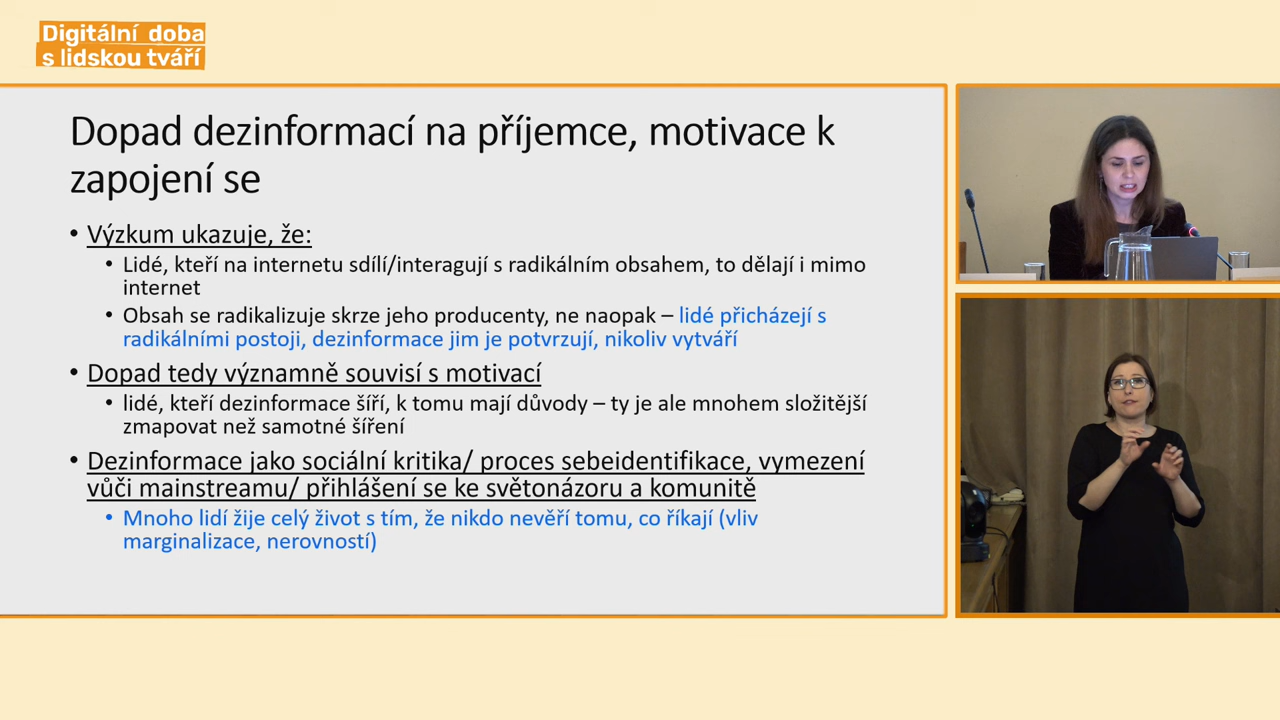 Digitální doba
s lidskou tváří
Dopad dezinformací na příjemce, motivace k
zapojení se
• Výzkum ukazuje, že:
• Lidé, kteří na internetu sdílí/interagují s radikálním obsahem, to dělají i mimo
internet
• Obsah se radikalizuje skrze jeho producenty, ne naopak – lidé přicházejí s
radikálními postoji, dezinformace jim je potvrzují, nikoliv vytváří
• Dopad tedy významně souvisí s motivací
• lidé, kteří dezinformace šíří, k tomu mají důvody – ty je ale mnohem složitější
zmapovat než samotné šíření
• Dezinformace jako sociální kritika/ proces sebeidentifikace, vymezení
vůči mainstreamu/ přihlášení se ke světonázoru a komunitě
• Mnoho lidí žije celý život s tím, že nikdo nevěří tomu, co říkají (vliv
marginalizace, nerovností)